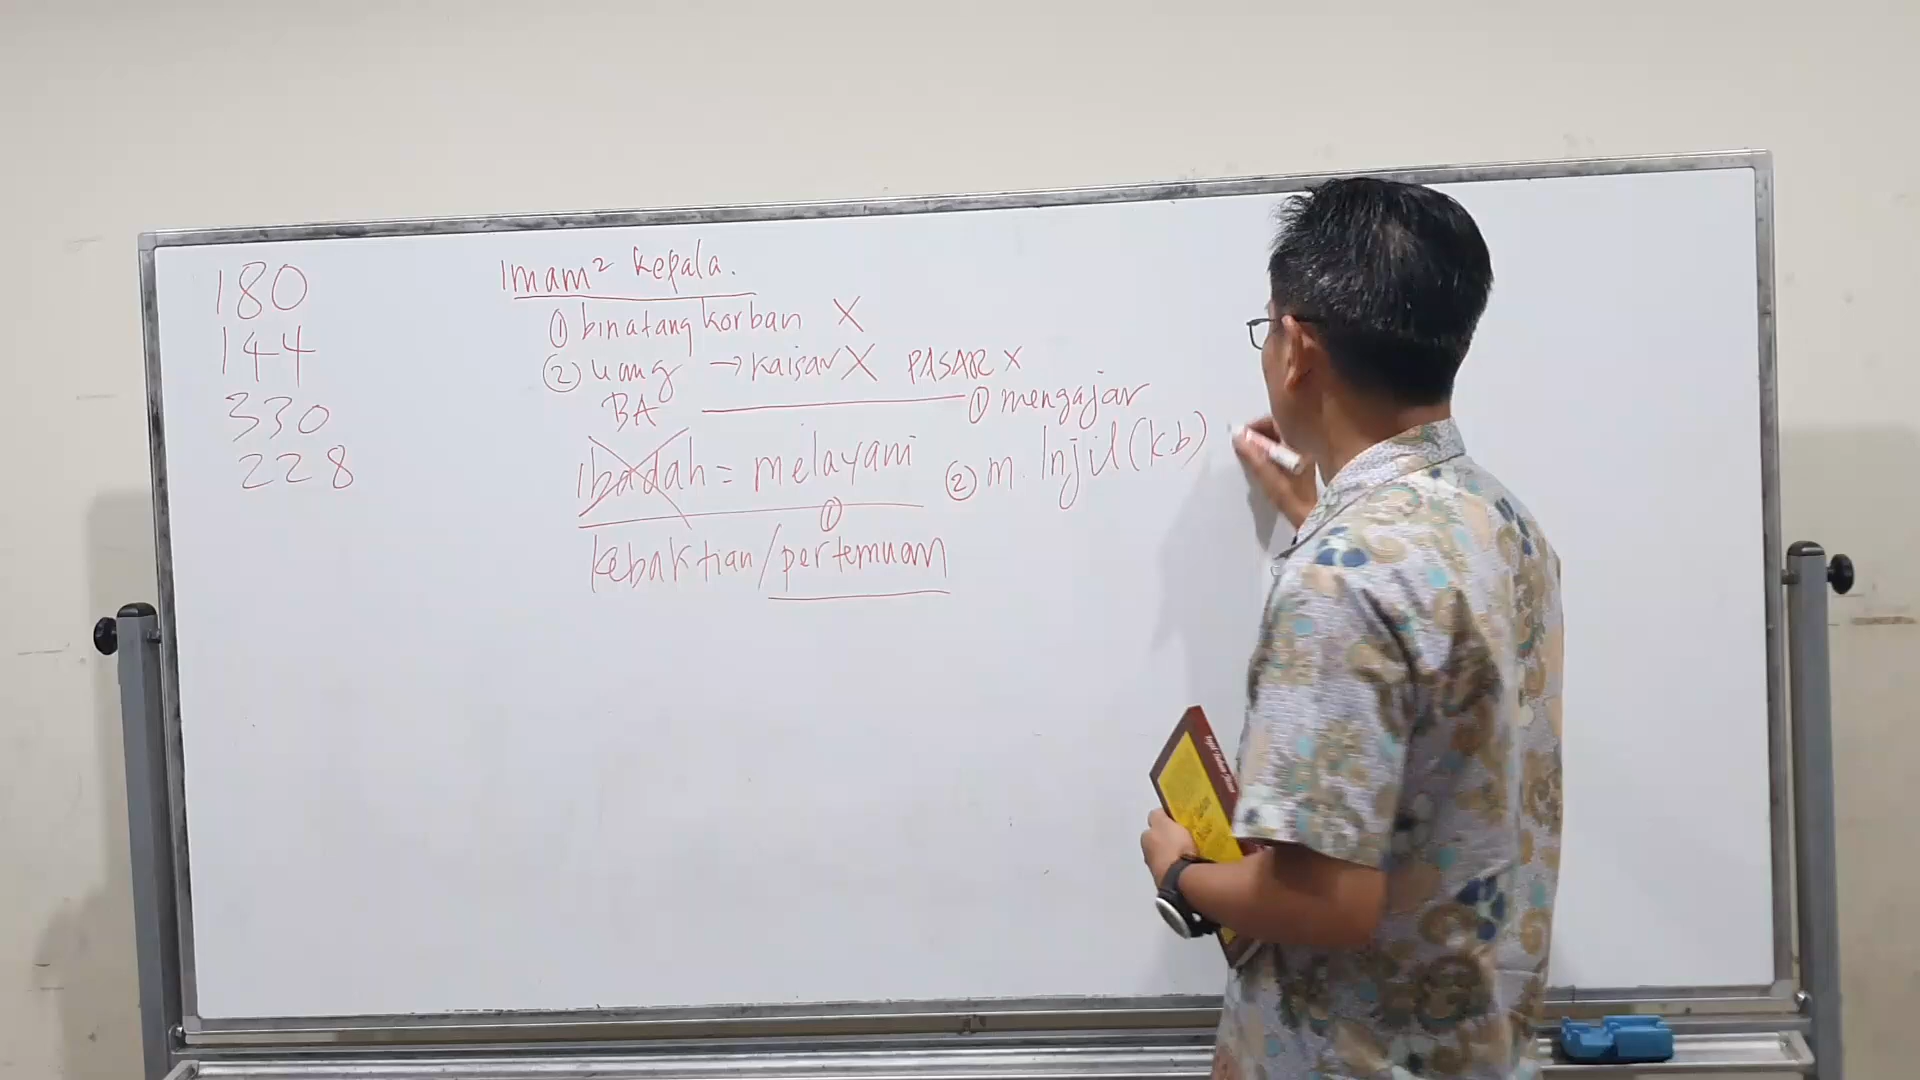 180
144
330
228
Imam² kepala.
① binatang korban X
② uang → kaisar X PASAR X
BA ① mengajar
Ibadah = melayani ② m. Injil (k.b)
①
kebaktian / pertemuan